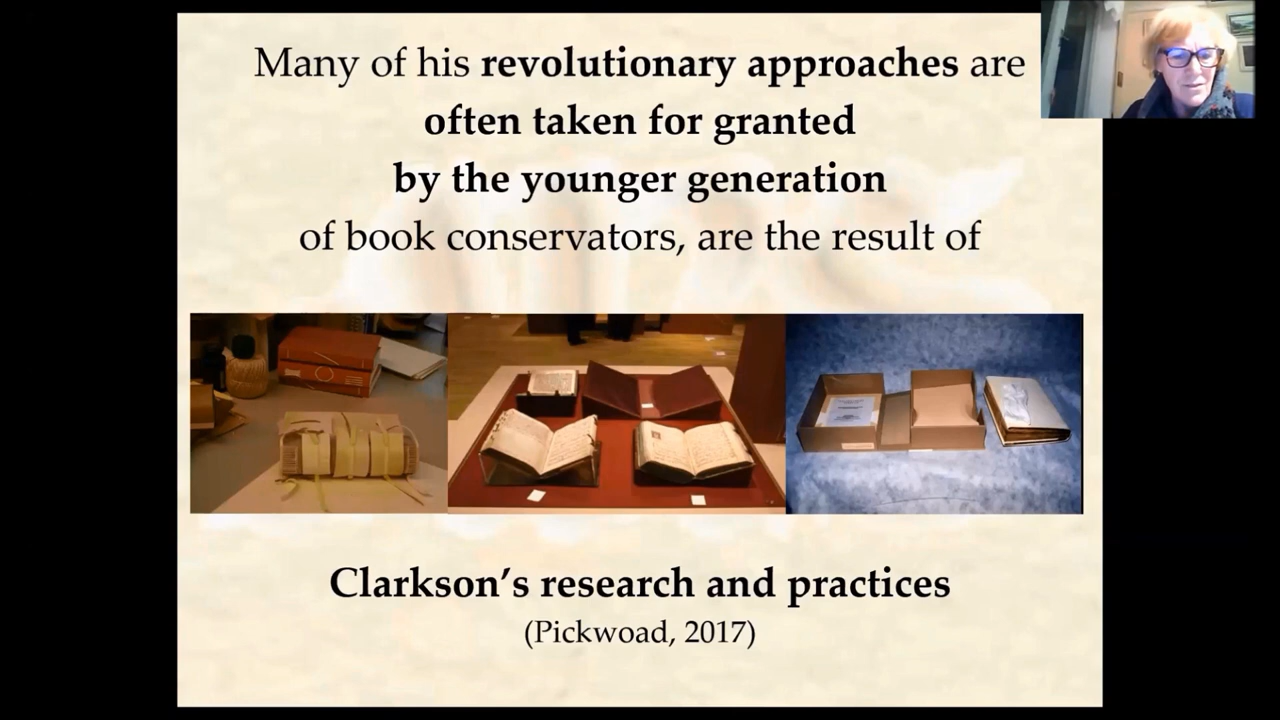 Many of his revolutionary approaches are
often taken for granted
by the younger generation
of book conservators, are the result of
Clarkson’s research and practices
(Pickwoad, 2017)